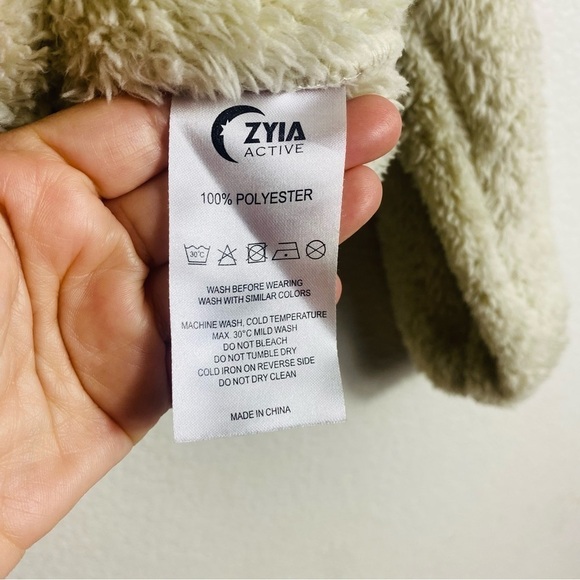 ZYIA
ACTIVE
100% POLYESTER
30°C
WASH BEFORE WEARING
WASH WITH SIMILAR COLORS
MACHINE WASH, COLD TEMPERATURE
MAX. 30°C MILD WASH
DO NOT BLEACH
DO NOT TUMBLE DRY
COLD IRON ON REVERSE SIDE
DO NOT DRY CLEAN
MADE IN CHINA